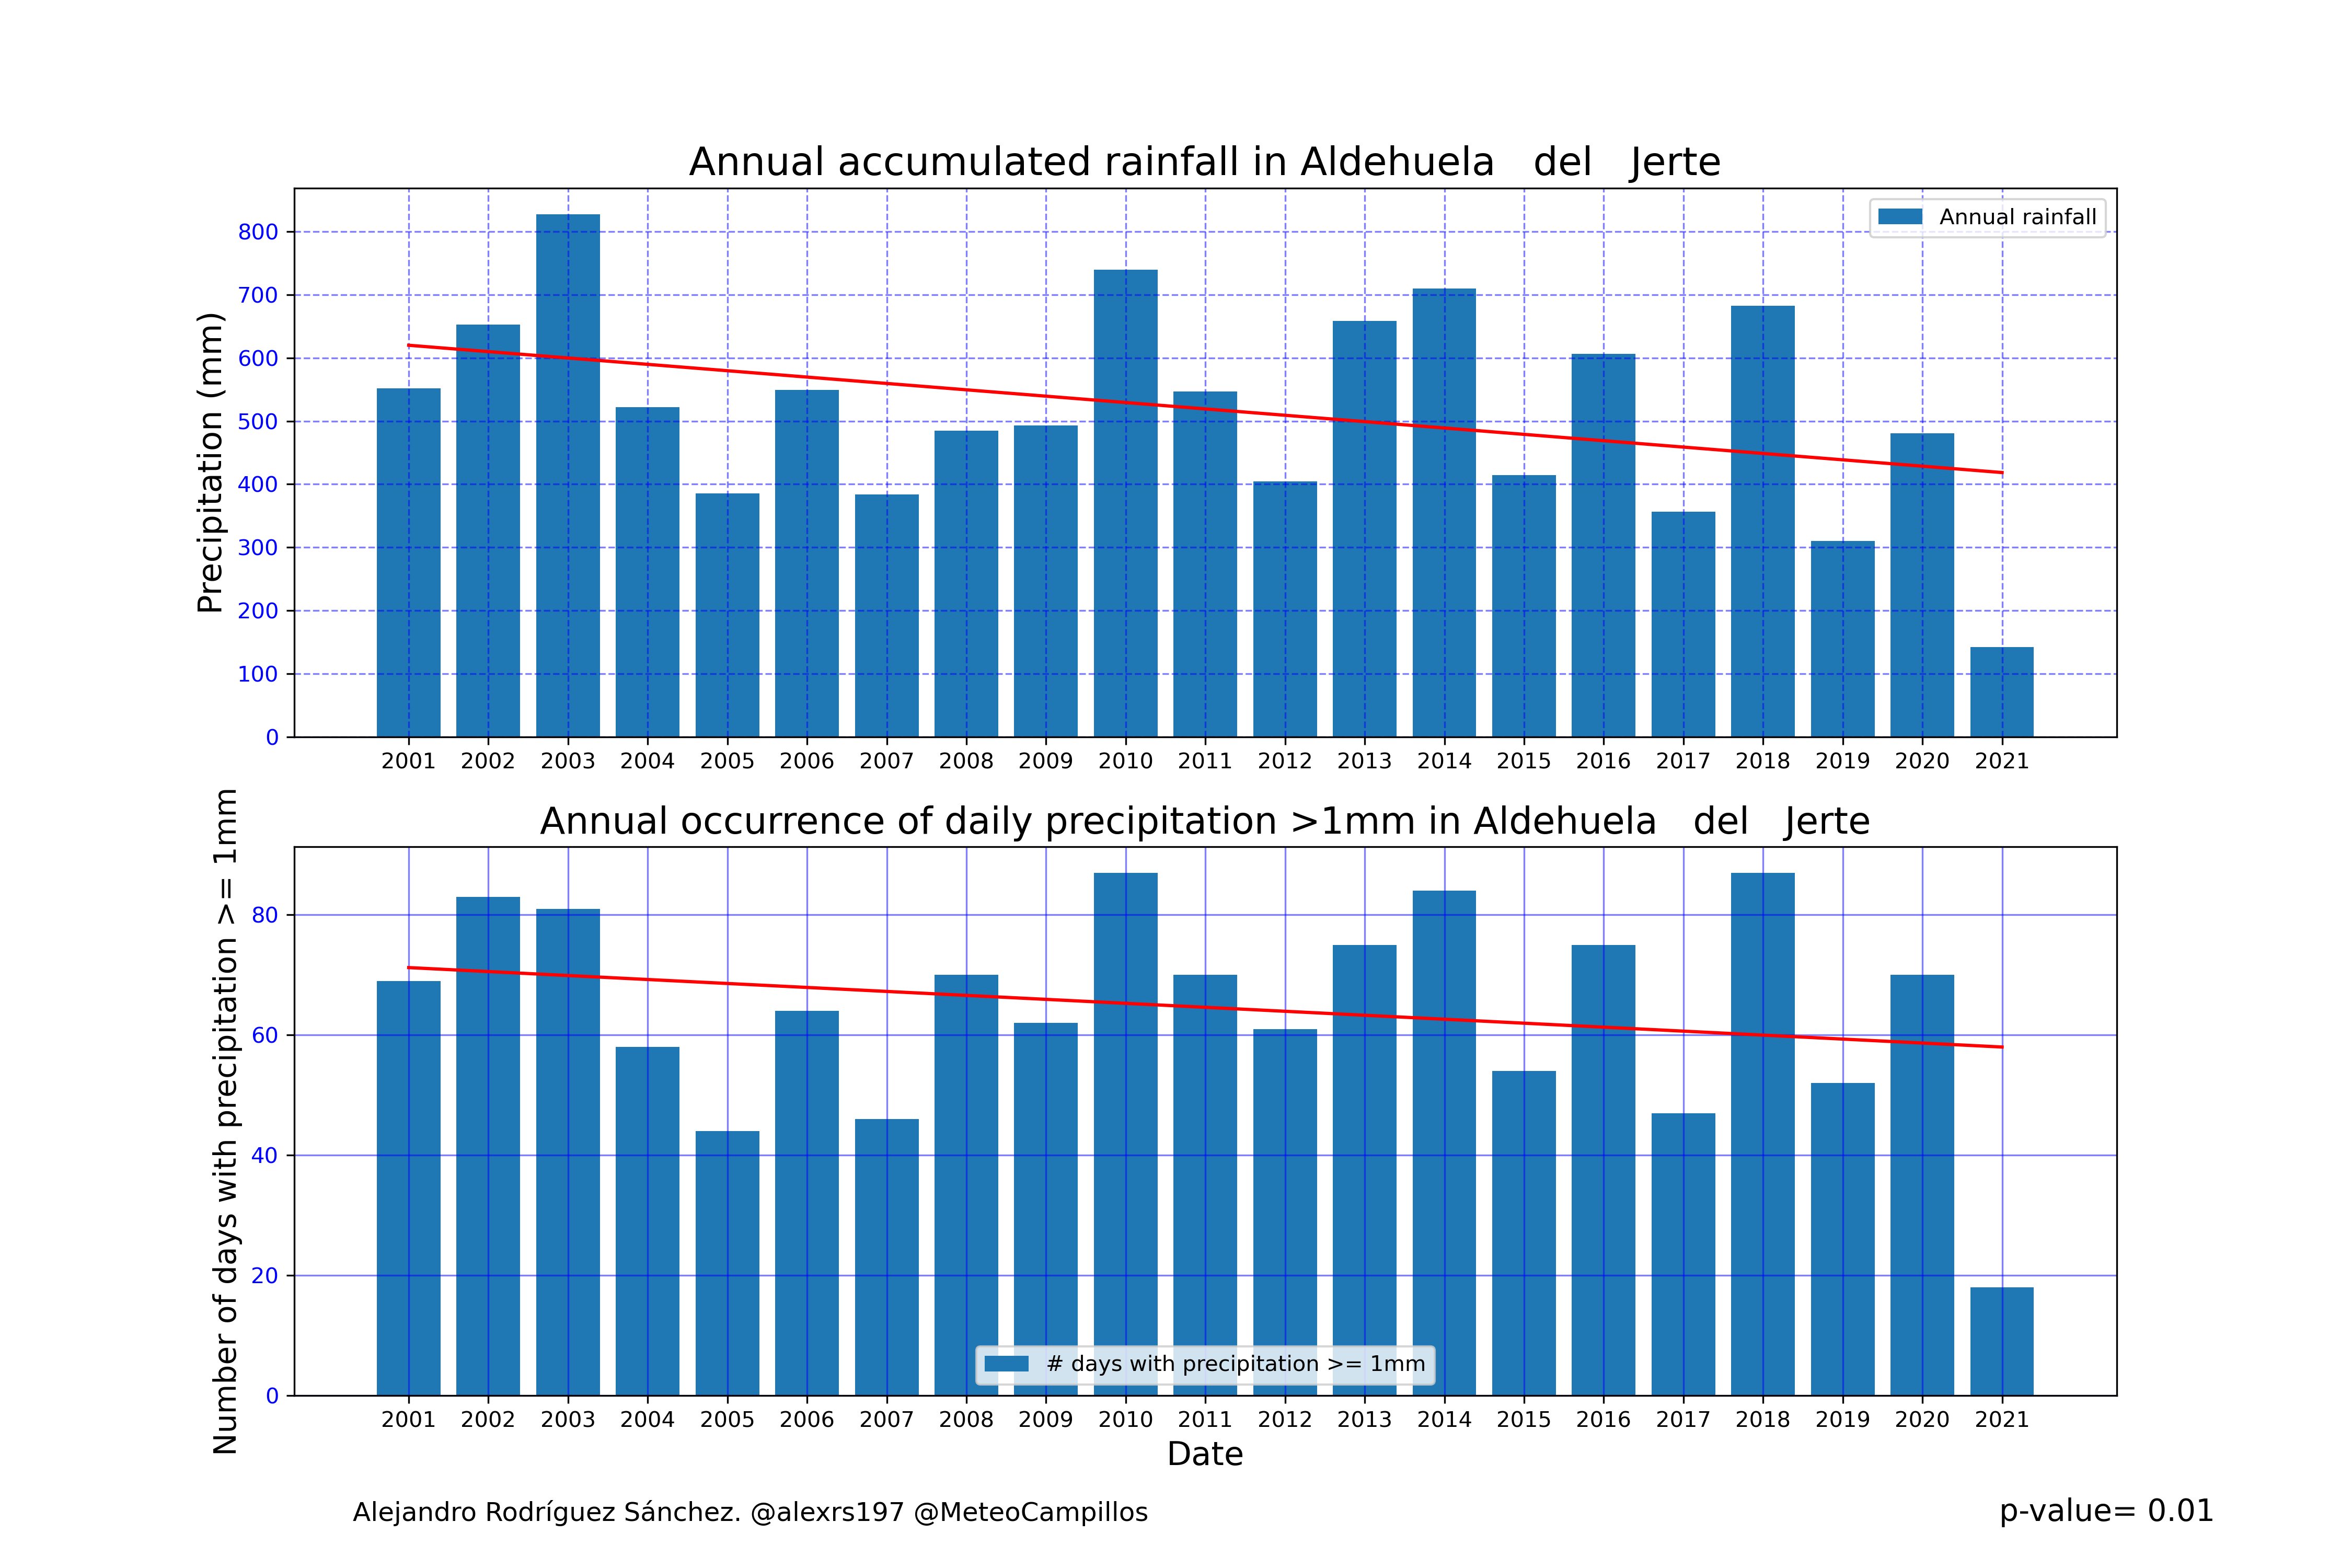 Annual accumulated rainfall in Aldehuela   del   Jerte
Annual rainfall
Precipitation (mm)
800
700
600
500
400
300
200
100
0
2001 2002 2003 2004 2005 2006 2007 2008 2009 2010 2011 2012 2013 2014 2015 2016 2017 2018 2019 2020 2021
Annual occurrence of daily precipitation >1mm in Aldehuela   del   Jerte
Number of days with precipitation >= 1mm
80
60
40
20
0
# days with precipitation >= 1mm
2001 2002 2003 2004 2005 2006 2007 2008 2009 2010 2011 2012 2013 2014 2015 2016 2017 2018 2019 2020 2021
Date
Alejandro Rodríguez Sánchez. @alexrs197 @MeteoCampillos
p-value= 0.01